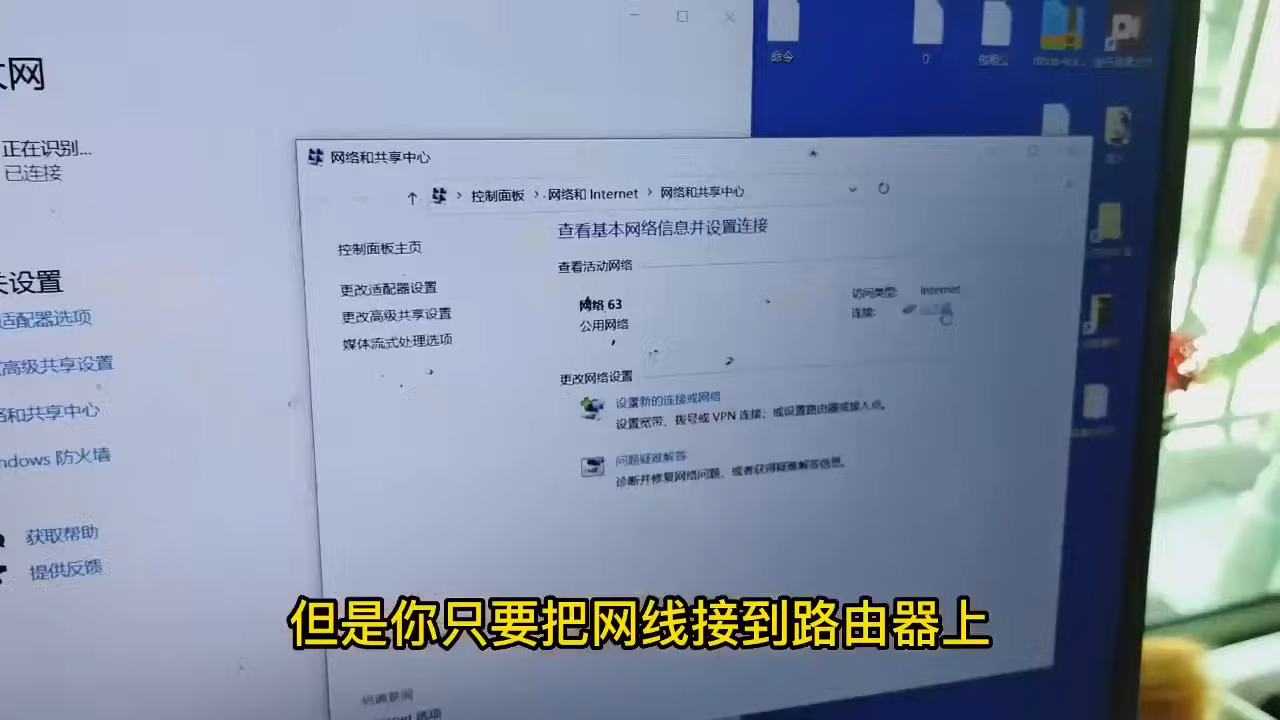 命令
0
太网
正在识别...
已连接
关设置
适配器选项
高级共享设置
络和共享中心
ndows 防火墙
获取帮助
提供反馈
网络和共享中心
控制面板 › 网络和 Internet › 网络和共享中心
控制面板主页
更改适配器设置
更改高级共享设置
媒体流式处理选项
查看基本网络信息并设置连接
查看活动网络
网络 63
公用网络
访问类型: Internet
连接:
更改网络设置
设置新的连接或网络
设置宽带、拨号或 VPN 连接；或设置路由器或接入点。
问题疑难解答
诊断并修复网络问题，或者获得疑难解答信息。
但是你只要把网线接到路由器上